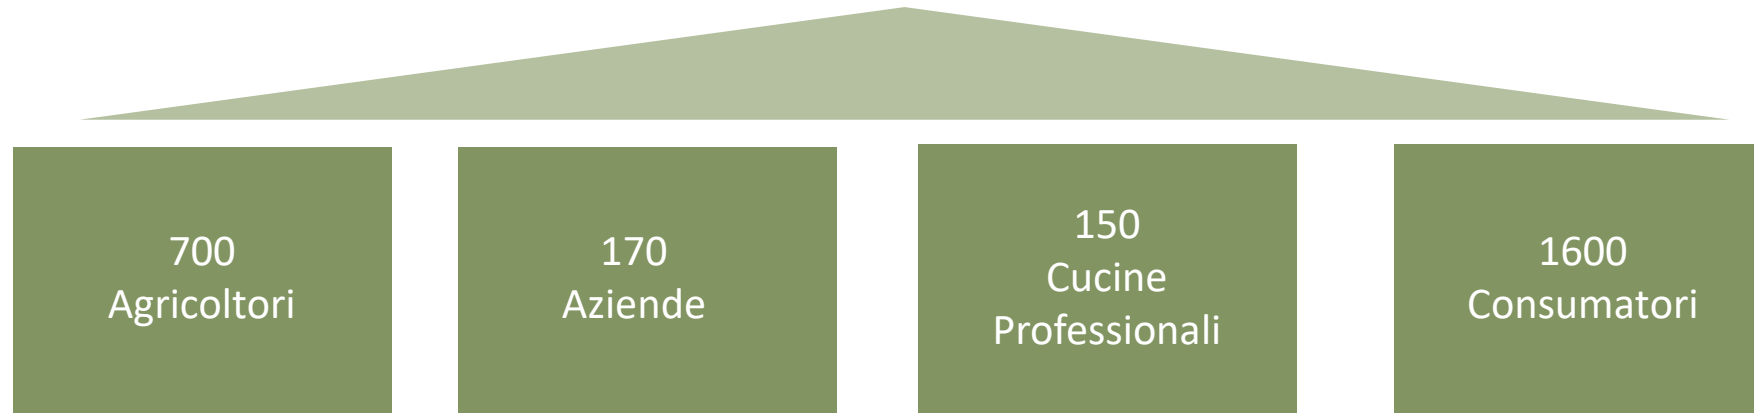 700
Agricoltori
170
Aziende
150
Cucine
Professionali
1600
Consumatori